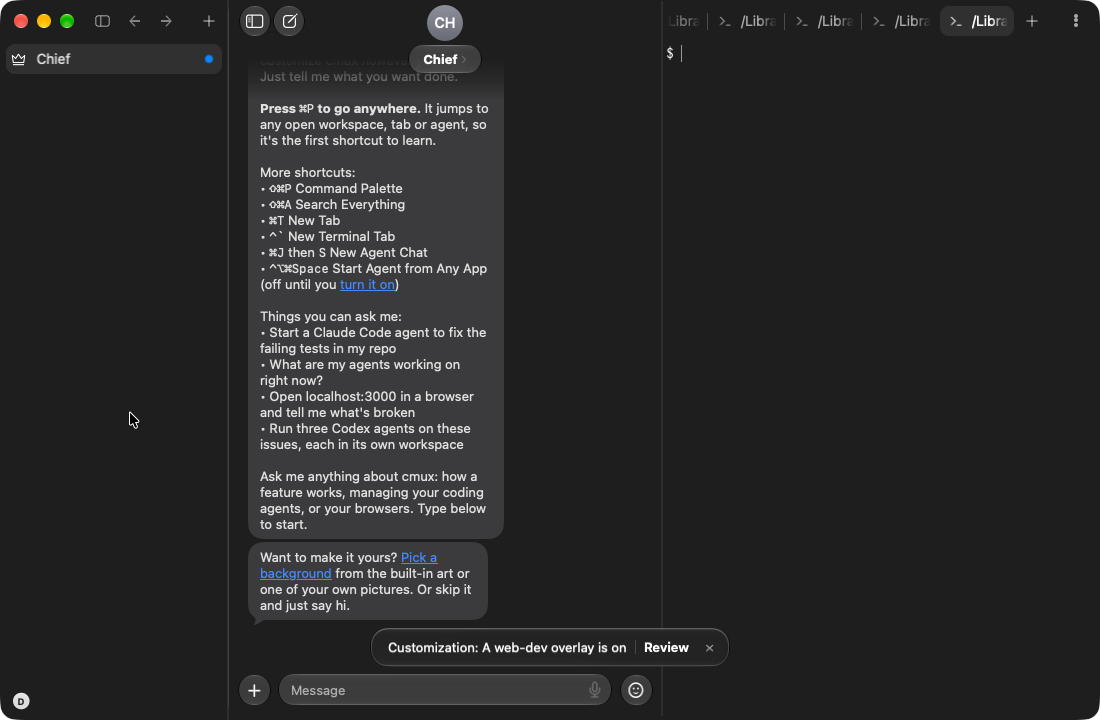 Chief
D
CH
Chief
Just tell me what you want done.
Press ⌘P to go anywhere. It jumps to
any open workspace, tab or agent, so
it's the first shortcut to learn.
More shortcuts:
• ⇧⌘P Command Palette
• ⇧⌘A Search Everything
• ⌘T New Tab
• ^` New Terminal Tab
• ⌘J then S New Agent Chat
• ^⌥⌘Space Start Agent from Any App
(off until you turn it on)
Things you can ask me:
• Start a Claude Code agent to fix the
failing tests in my repo
• What are my agents working on
right now?
• Open localhost:3000 in a browser
and tell me what's broken
• Run three Codex agents on these
issues, each in its own workspace
Ask me anything about cmux: how a
feature works, managing your coding
agents, or your browsers. Type below
to start.
Want to make it yours? Pick a
background from the built-in art or
one of your own pictures. Or skip it
and just say hi.
Customization: A web-dev overlay is on Review ×
Message
Libra >_ /Libra >_ /Libra >_ /Libra >_ /Libra
$